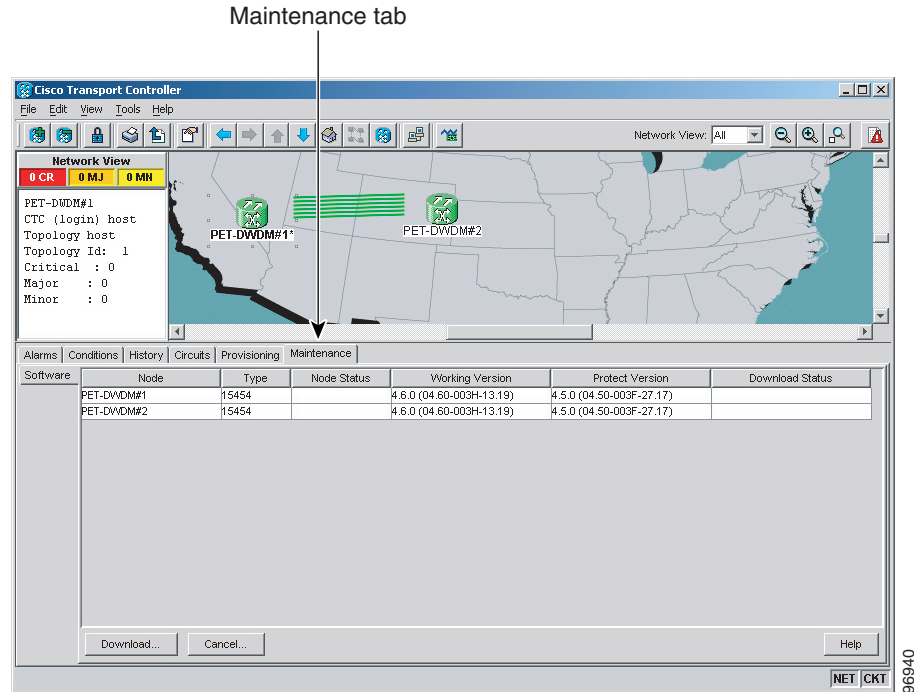 Maintenance tab
Cisco Transport Controller
File Edit View Tools Help
Network View: All
Network View
0 CR 0 MJ 0 MN
PET-DWDM#1
CTC (login) host
Topology host
Topology Id: 1
Critical : 0
Major : 0
Minor : 0
PET-DWDM#1*
PET-DWDM#2
Alarms Conditions History Circuits Provisioning Maintenance
Software
Node Type Node Status Working Version Protect Version Download Status
PET-DWDM#1 15454 4.6.0 (04.60-003H-13.19) 4.5.0 (04.50-003F-27.17)
PET-DWDM#2 15454 4.6.0 (04.60-003H-13.19) 4.5.0 (04.50-003F-27.17)
Download... Cancel... Help
NET CKT
96940